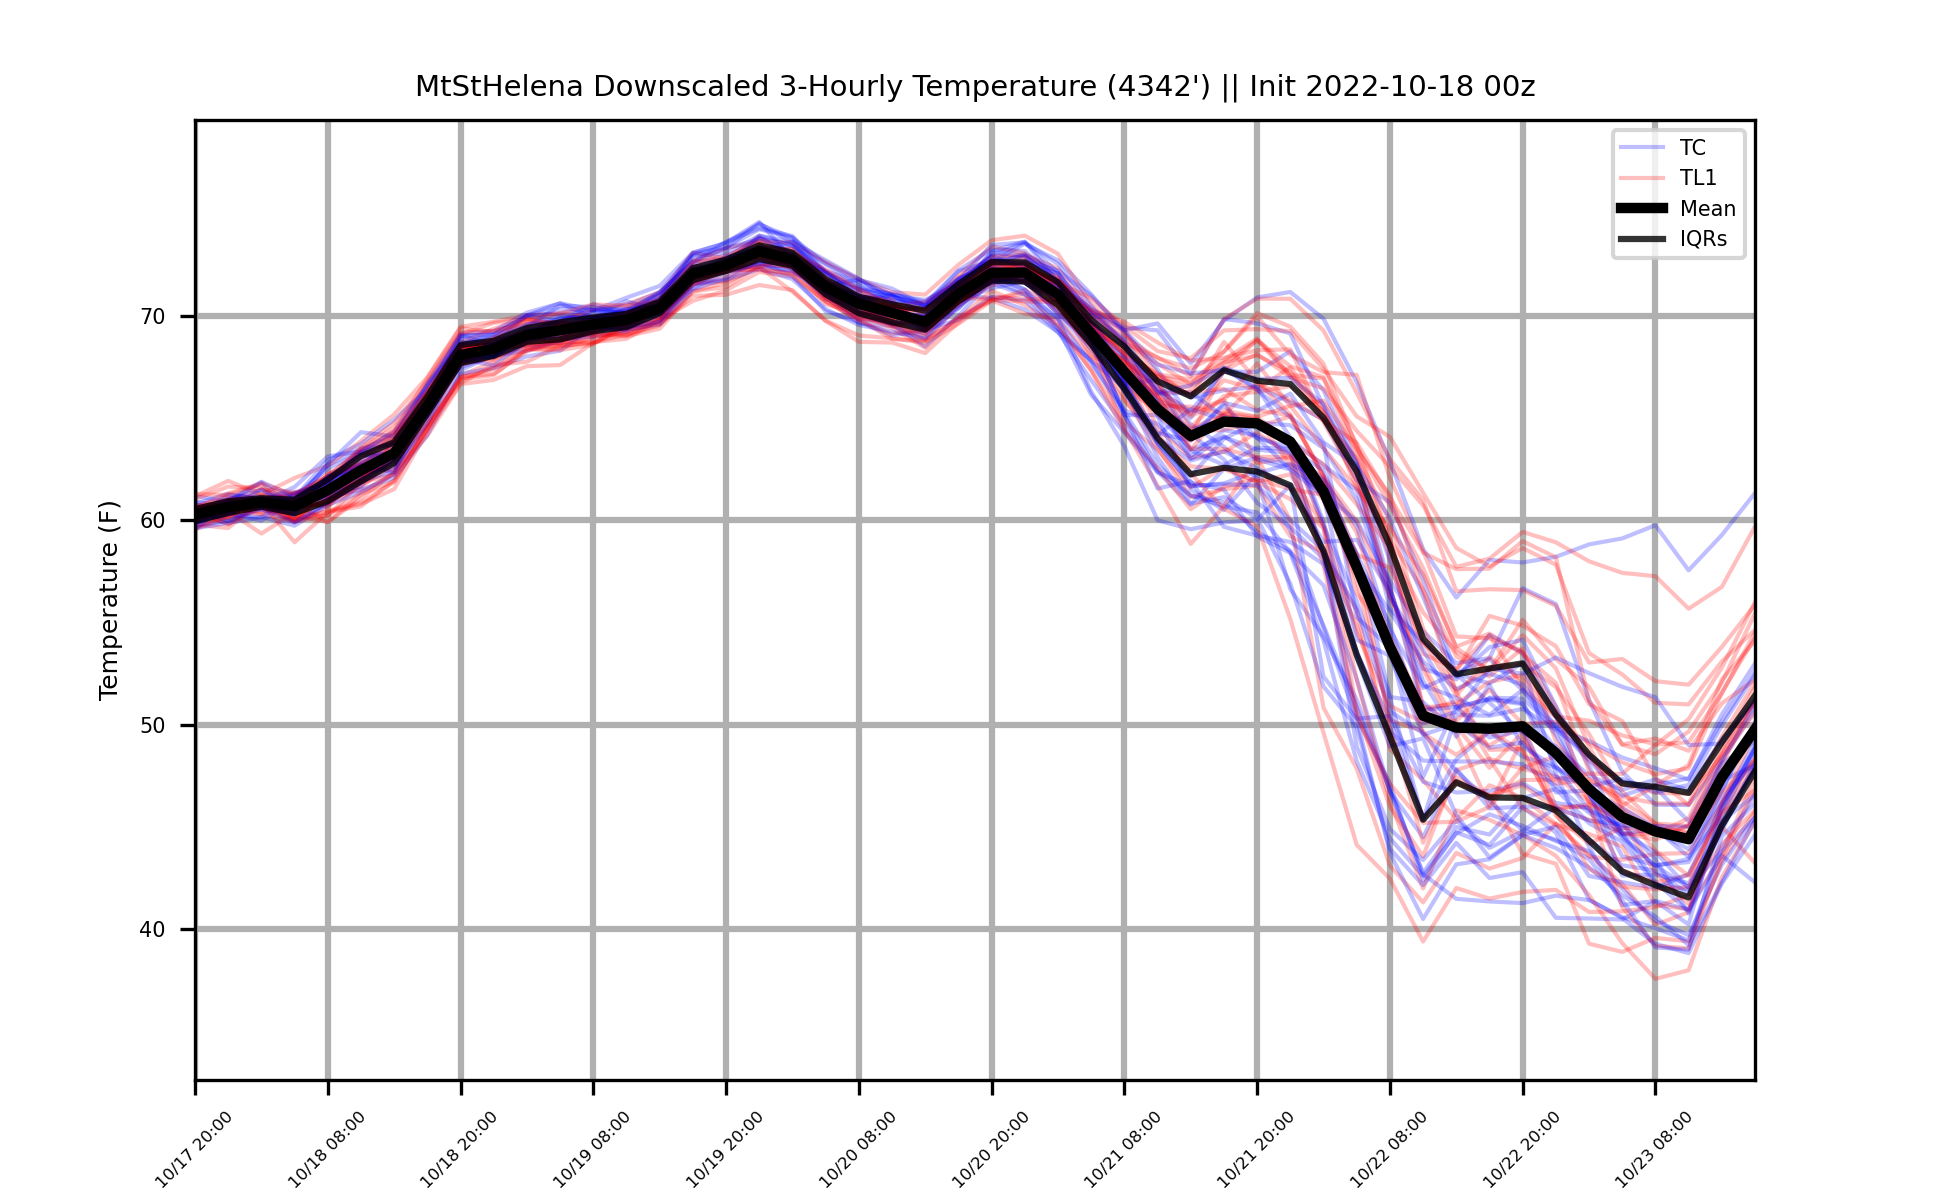 MtStHelena Downscaled 3-Hourly Temperature (4342') || Init 2022-10-18 00z
TC
TL1
Mean
IQRs
Temperature (F)
70
60
50
40
10/17 20:00
10/18 08:00
10/18 20:00
10/19 08:00
10/19 20:00
10/20 08:00
10/20 20:00
10/21 08:00
10/21 20:00
10/22 08:00
10/22 20:00
10/23 08:00